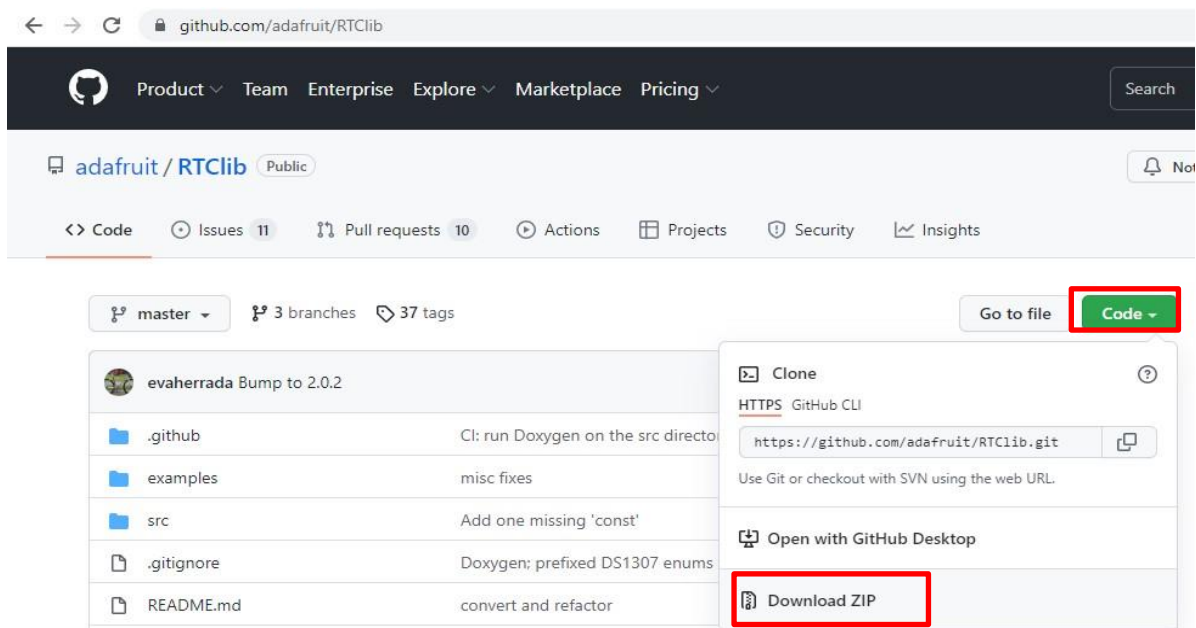 github.com/adafruit/RTClib
Product Team Enterprise Explore Marketplace Pricing Search
adafruit / RTClib Public Not
<> Code Issues 11 Pull requests 10 Actions Projects Security Insights
master 3 branches 37 tags Go to file Code
evaherrada Bump to 2.0.2
.github CI: run Doxygen on the src director
examples misc fixes
src Add one missing 'const'
.gitignore Doxygen; prefixed DS1307 enums
README.md convert and refactor
Clone
HTTPS GitHub CLI
https://github.com/adafruit/RTClib.git
Use Git or checkout with SVN using the web URL.
Open with GitHub Desktop
Download ZIP